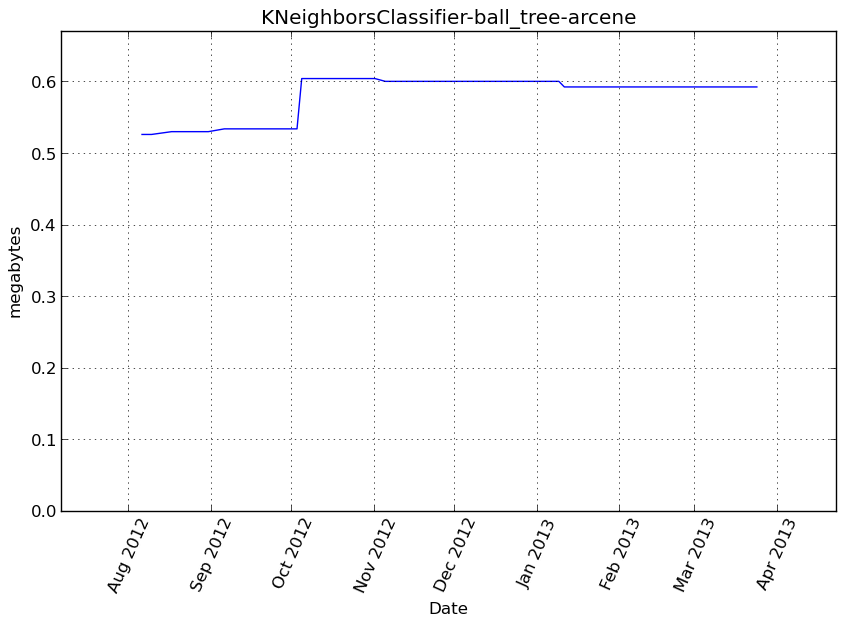 KNeighborsClassifier-ball_tree-arcene
megabytes
0.6
0.5
0.4
0.3
0.2
0.1
0.0
Aug 2012
Sep 2012
Oct 2012
Nov 2012
Dec 2012
Jan 2013
Feb 2013
Mar 2013
Apr 2013
Date